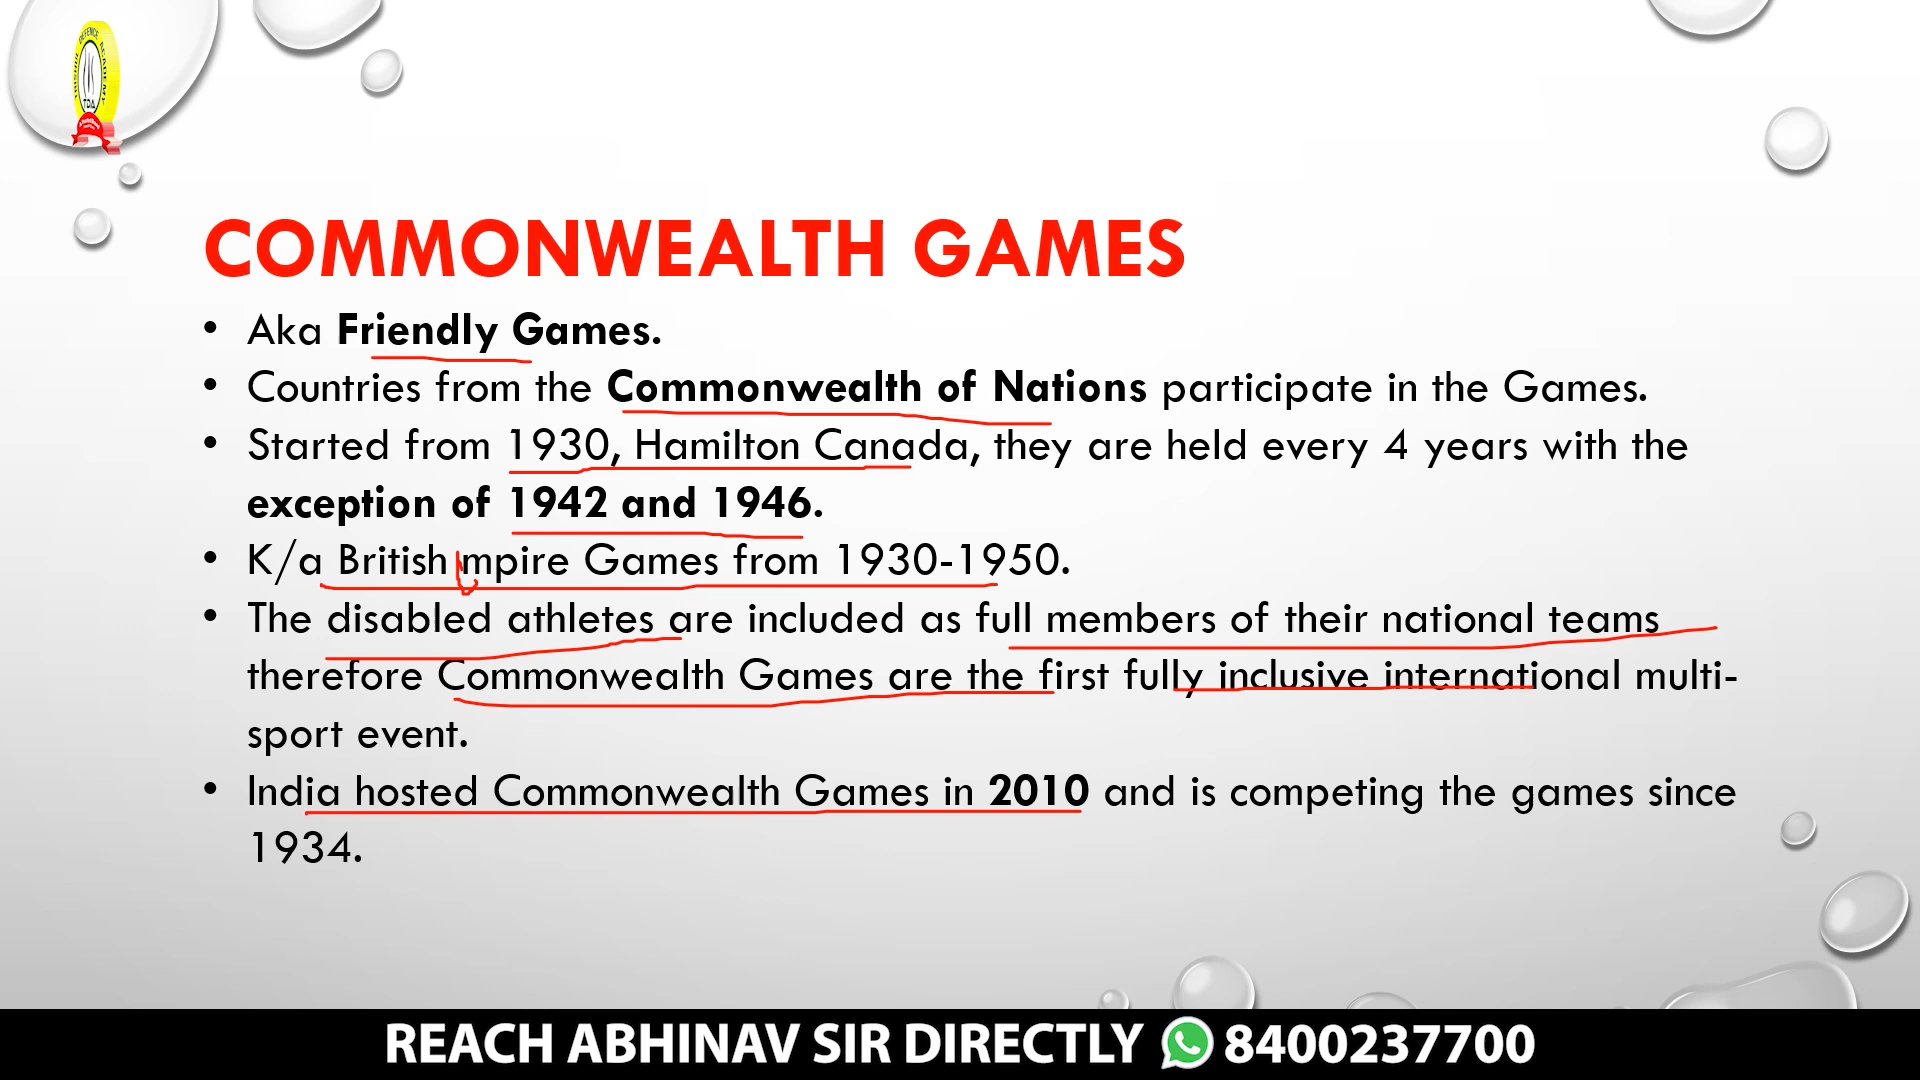 TRISHUL DEFENCE ACADEMY
TDA
COMMONWEALTH GAMES
• Aka Friendly Games.
• Countries from the Commonwealth of Nations participate in the Games.
• Started from 1930, Hamilton Canada, they are held every 4 years with the
exception of 1942 and 1946.
• K/a British mpire Games from 1930-1950.
• The disabled athletes are included as full members of their national teams
therefore Commonwealth Games are the first fully inclusive international multi-
sport event.
• India hosted Commonwealth Games in 2010 and is competing the games since
1934.
REACH ABHINAV SIR DIRECTLY 8400237700